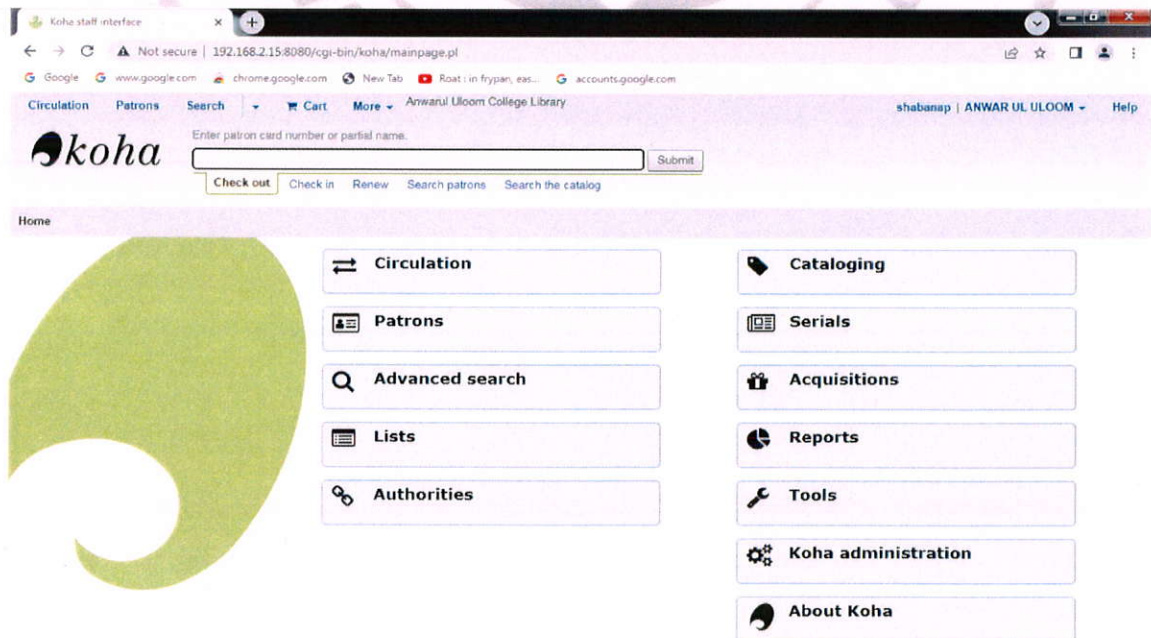 Koha staff interface
Not secure | 192.168.2.15:8080/cgi-bin/koha/mainpage.pl
Google www.google.com chrome.google.com New Tab Roat : in frypan, eas... accounts.google.com
Circulation Patrons Search Cart More Anwarul Uloom College Library shabanap | ANWAR UL ULOOM Help
koha
Enter patron card number or partial name.
Submit
Check out Check in Renew Search patrons Search the catalog
Home
Circulation
Cataloging
Patrons
Serials
Advanced search
Acquisitions
Lists
Reports
Authorities
Tools
Koha administration
About Koha